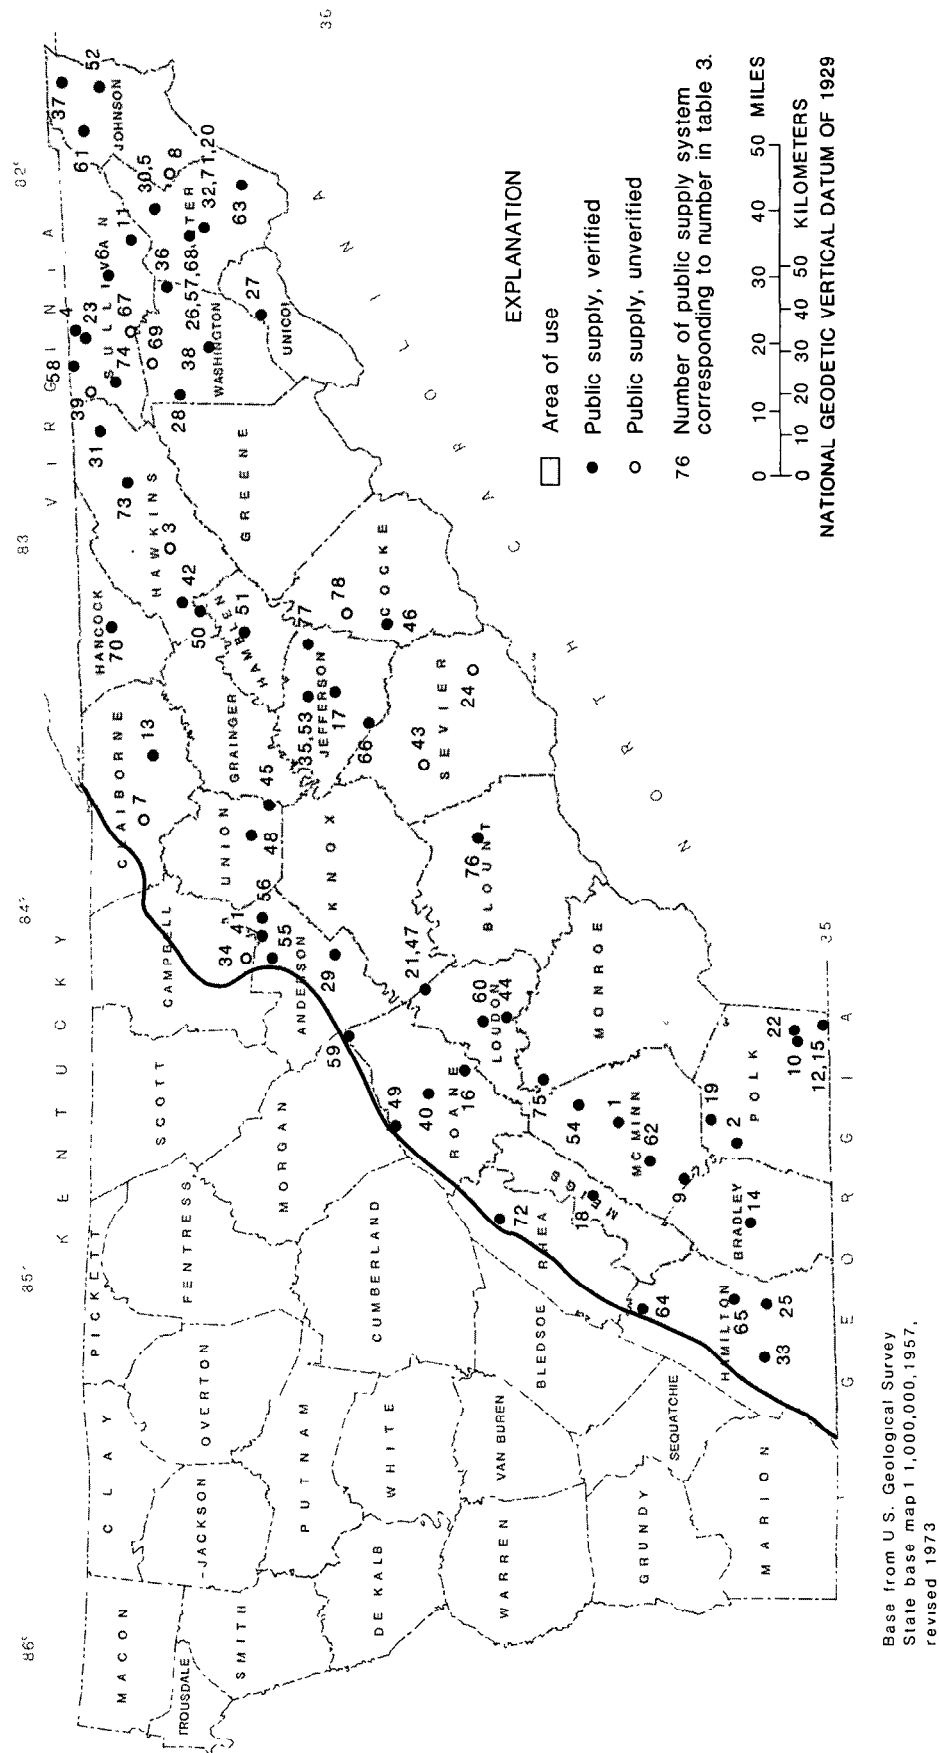 86°
85°
84°
83
82°
36
35
K E N T U C K Y
V I R G I N I A
N O R T H C A R O L I N A
G E O R G I A
MACON
TROUSDALE
SMITH
CLAY
JACKSON
PICKETT
OVERTON
PUTNAM
DE KALB
WHITE
WARREN
VAN BUREN
GRUNDY
SEQUATCHIE
MARION
FENTRESS
CUMBERLAND
BLEDSOE
SCOTT
MORGAN
RHEA
HAMILTON
33
25
65
64
BRADLEY
14
MEIGS
18
72
MC MINN
9
62
1
54
75
POLK
2
19
10
22
12,15
MONROE
ROANE
49
40
16
LOUDON
60
44
21,47
59
ANDERSON
29
55
41
34
56
CAMPBELL
CLAIBORNE
7
13
UNION
48
45
KNOX
BLOUNT
76
GRAINGER
SEVIER
43
24
JEFFERSON
35,53
17
66
77
HAMBLEN
50
51
42
HANCOCK
70
COCKE
78
46
HAWKINS
3
73
31
GREENE
SULLIVAN
39
58
4
23
74
67
6
11
69
WASHINGTON
28
38
36
26,57,68
CARTER
30,5
8
32,71,20
63
UNICOI
27
JOHNSON
61
37
52
EXPLANATION
Area of use
Public supply, verified
Public supply, unverified
76 Number of public supply system
corresponding to number in table 3.
0 10 20 30 40 50 MILES
0 10 20 30 40 50 KILOMETERS
NATIONAL GEODETIC VERTICAL DATUM OF 1929
Base from U.S. Geological Survey
State base map 1 1,000,000,1957,
revised 1973